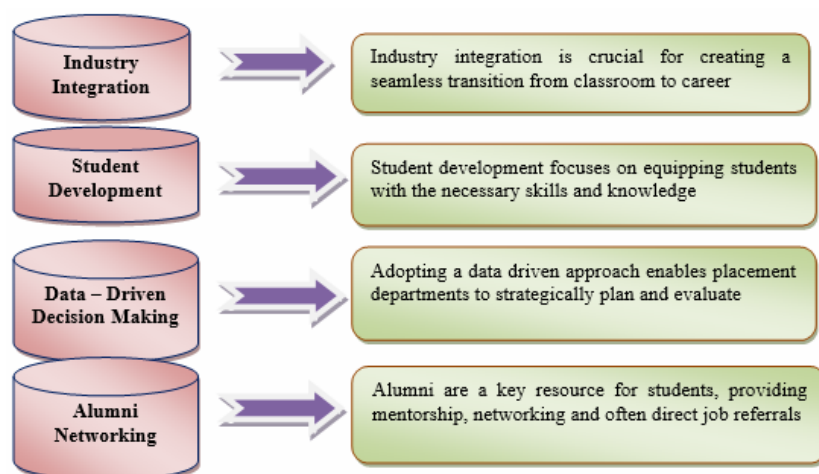 Industry
Integration
Industry integration is crucial for creating a
seamless transition from classroom to career
Student
Development
Student development focuses on equipping students
with the necessary skills and knowledge
Data – Driven
Decision Making
Adopting a data driven approach enables placement
departments to strategically plan and evaluate
Alumni
Networking
Alumni are a key resource for students, providing
mentorship, networking and often direct job referrals